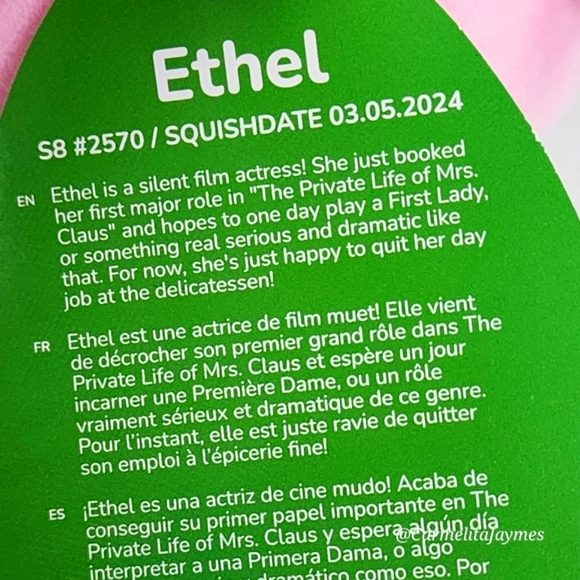 Ethel
S8 #2570 / SQUISHDATE 03.05.2024
EN Ethel is a silent film actress! She just booked
her first major role in "The Private Life of Mrs.
Claus" and hopes to one day play a First Lady,
or something real serious and dramatic like
that. For now, she's just happy to quit her day
job at the delicatessen!
FR Ethel est une actrice de film muet! Elle vient
de décrocher son premier grand rôle dans The
Private Life of Mrs. Claus et espère un jour
incarner une Première Dame, ou un rôle
vraiment sérieux et dramatique de ce genre.
Pour l'instant, elle est juste ravie de quitter
son emploi à l'épicerie fine!
ES ¡Ethel es una actriz de cine mudo! Acaba de
conseguir su primer papel importante en The
Private Life of Mrs. Claus y espera algún día
@carmelitafaymes
interpretar a una Primera Dama, o algo
dramático como eso. Por